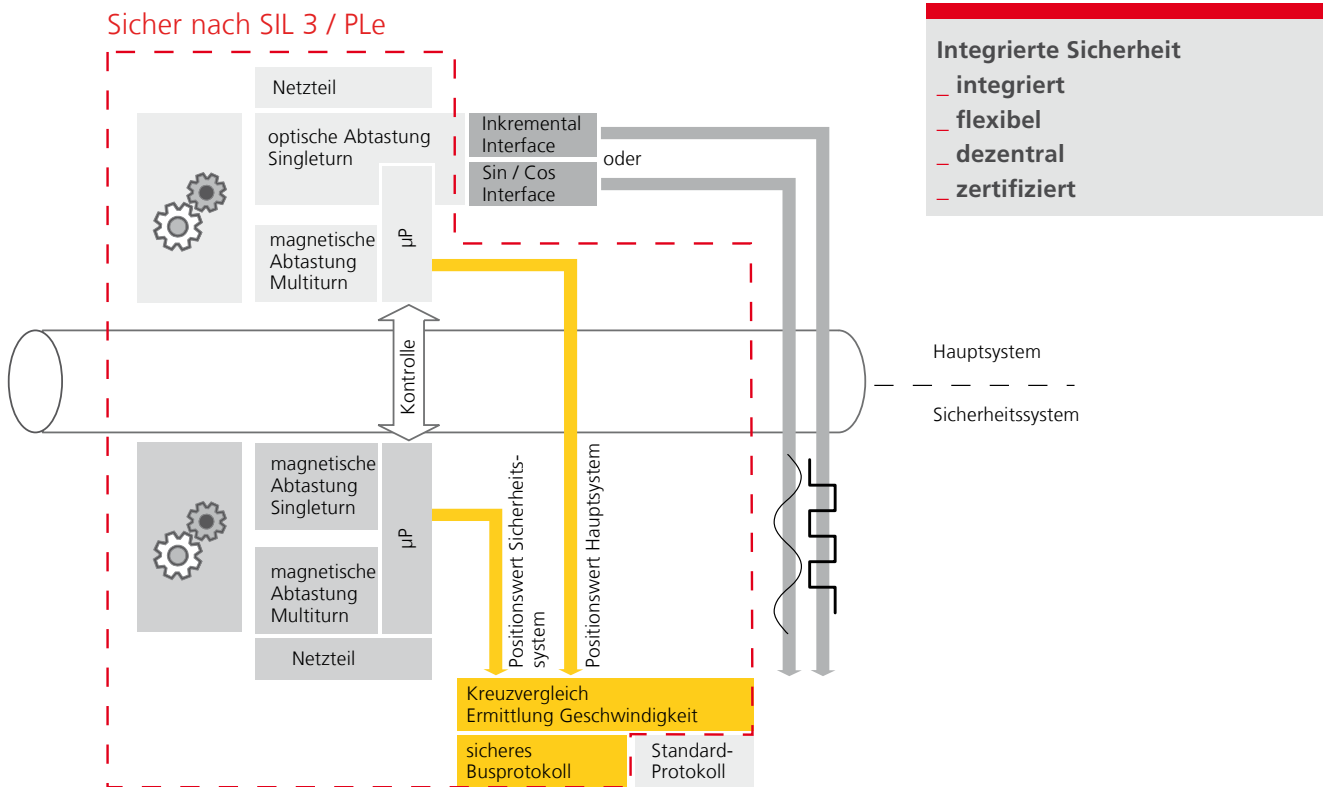 Sicher nach SIL 3 / PLe
Netzteil
optische Abtastung
Singleturn
µP
magnetische
Abtastung
Multiturn
Inkremental
Interface
oder
Sin / Cos
Interface
Integrierte Sicherheit
_ integriert
_ flexibel
_ dezentral
_ zertifiziert
Kontrolle
Hauptsystem
Sicherheitssystem
magnetische
Abtastung
Singleturn
µP
magnetische
Abtastung
Multiturn
Netzteil
Positionswert Sicherheits-
system
Positionswert Hauptsystem
Kreuzvergleich
Ermittlung Geschwindigkeit
sicheres
Busprotokoll
Standard-
Protokoll